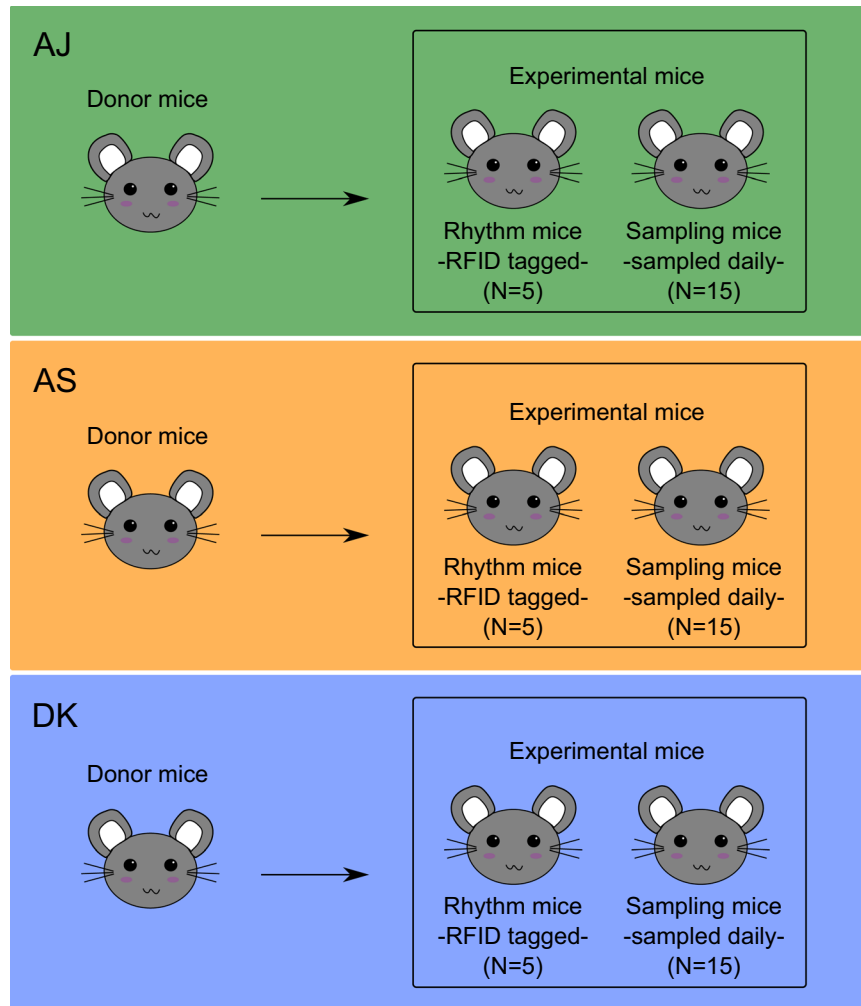 AJ
Donor mice
Experimental mice
Rhythm mice
-RFID tagged-
(N=5)
Sampling mice
-sampled daily-
(N=15)
AS
Donor mice
Experimental mice
Rhythm mice
-RFID tagged-
(N=5)
Sampling mice
-sampled daily-
(N=15)
DK
Donor mice
Experimental mice
Rhythm mice
-RFID tagged-
(N=5)
Sampling mice
-sampled daily-
(N=15)